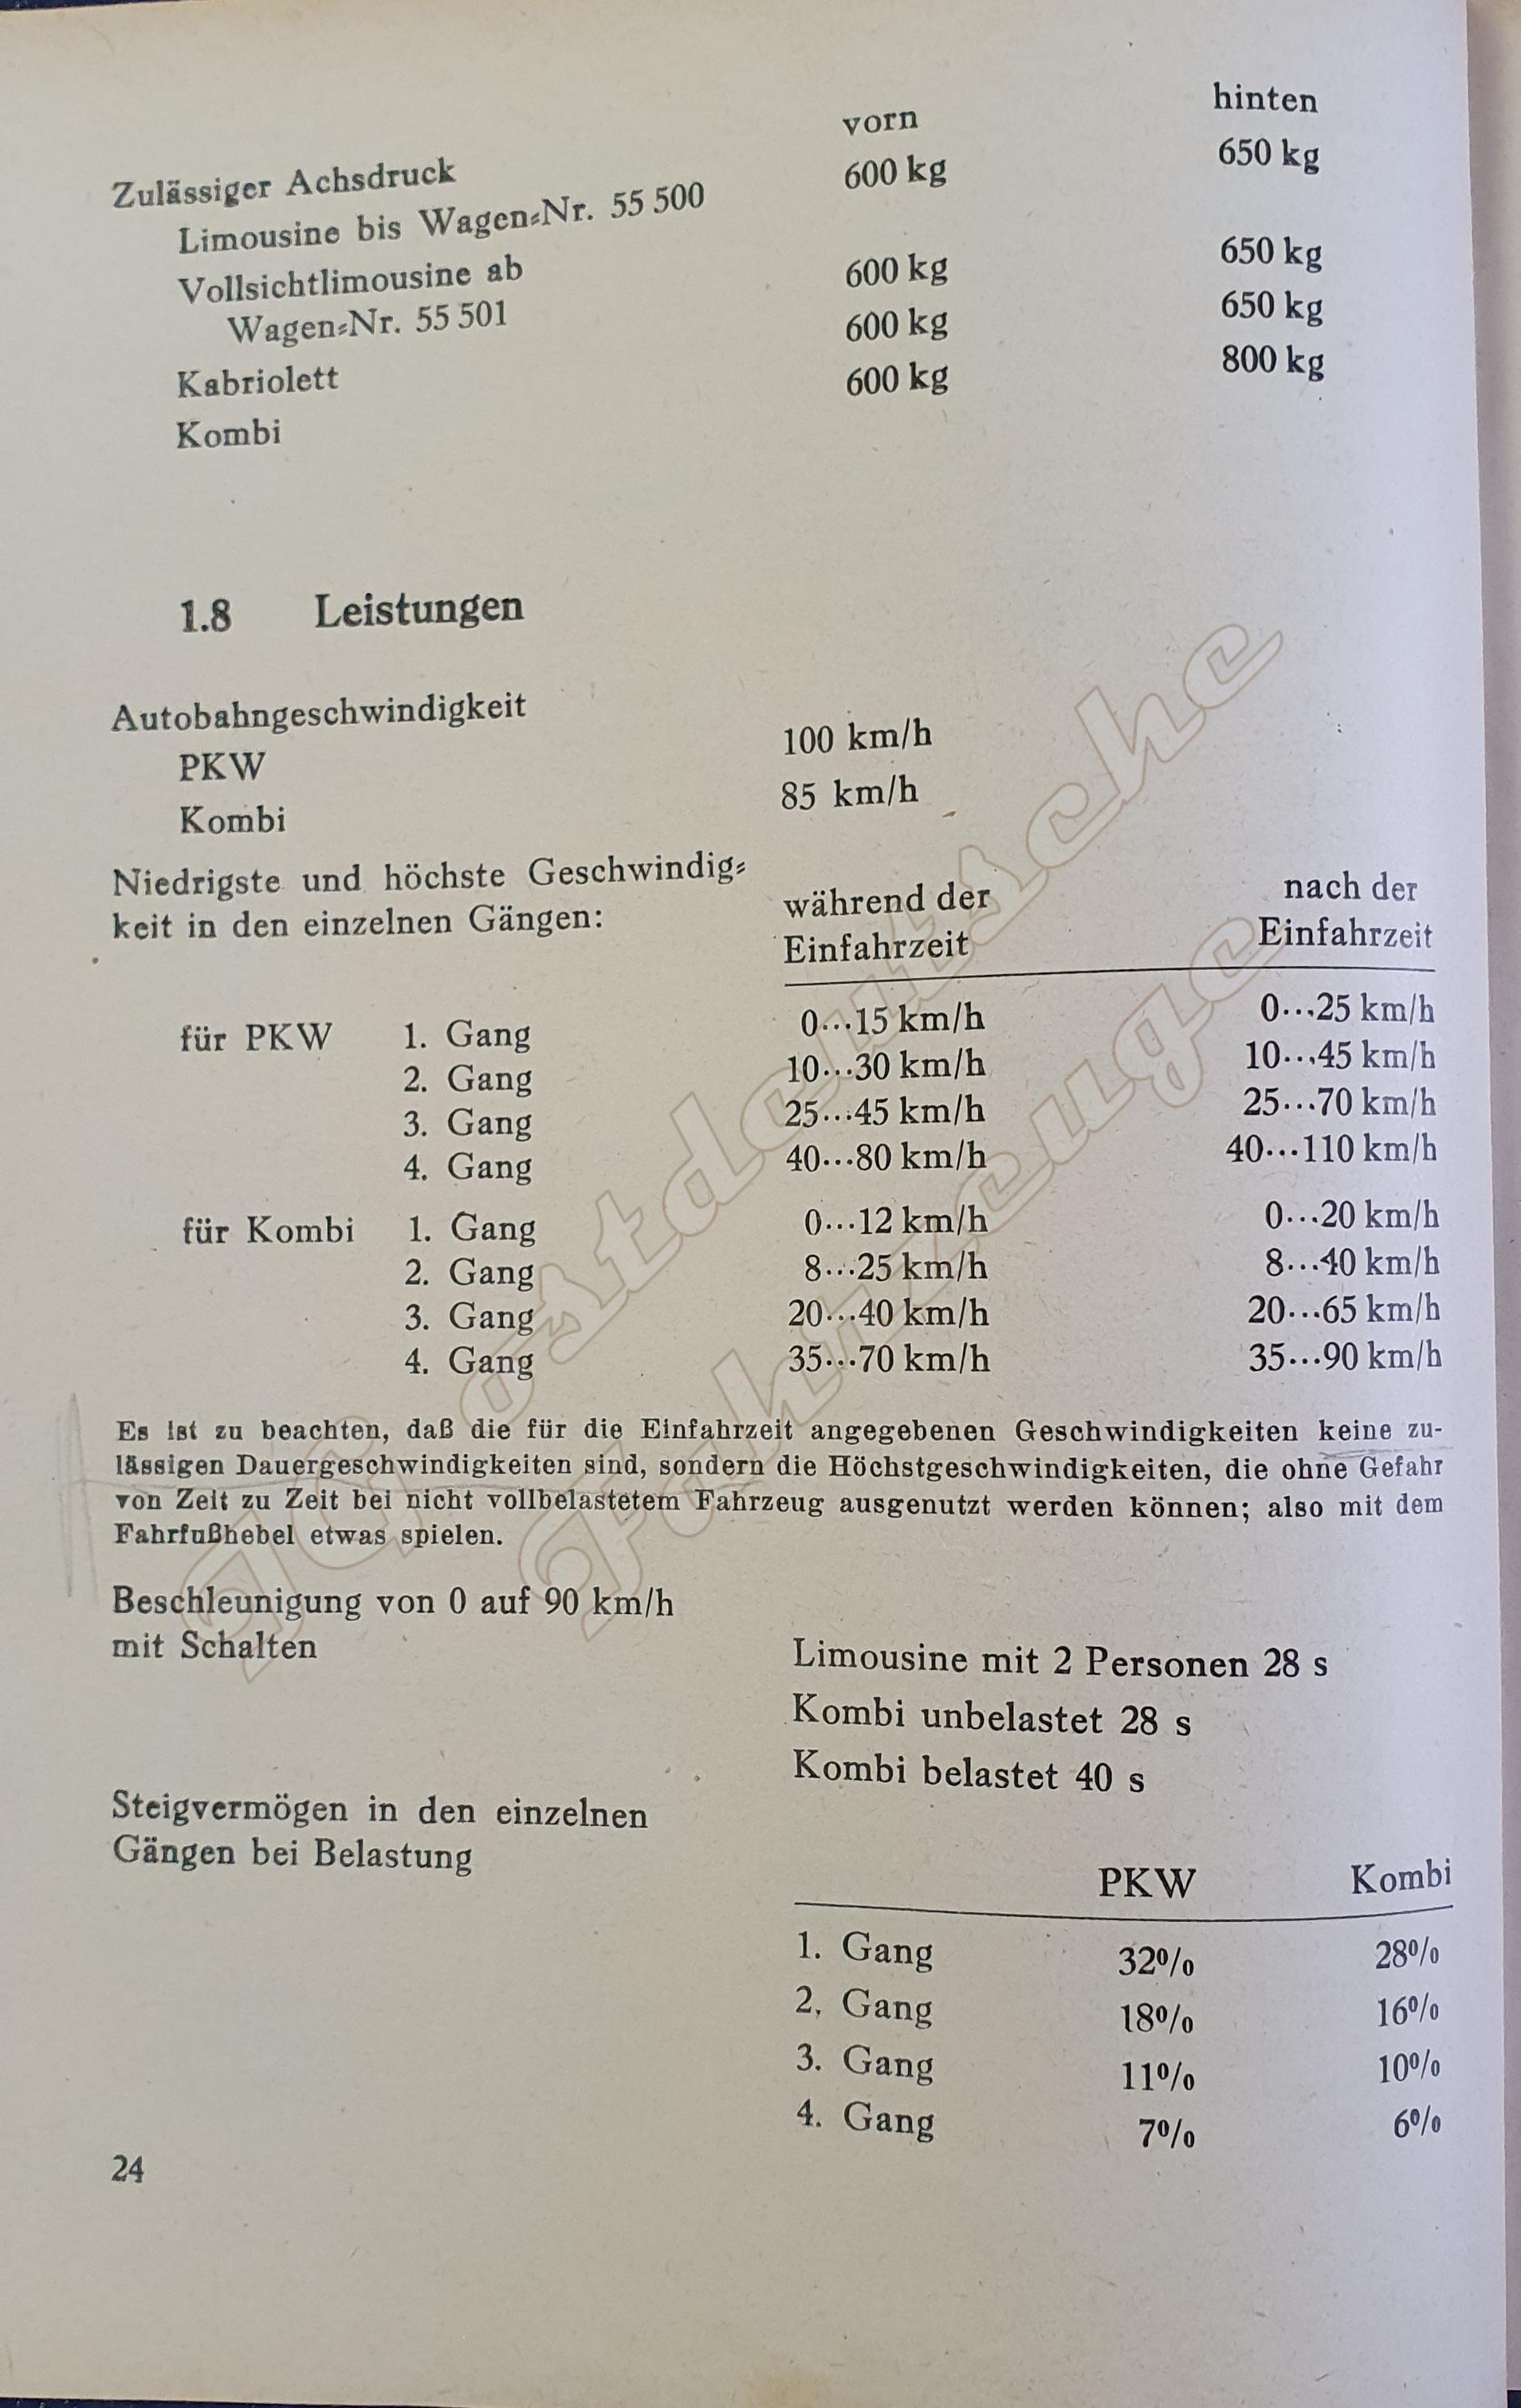 vorn hinten
Zulässiger Achsdruck
Limousine bis Wagen-Nr. 55 500 600 kg 650 kg
Vollsichtlimousine ab
Wagen-Nr. 55 501 600 kg 650 kg
Kabriolett 600 kg 650 kg
Kombi 600 kg 800 kg
1.8 Leistungen
Autobahngeschwindigkeit
PKW 100 km/h
Kombi 85 km/h
Niedrigste und höchste Geschwindig-
keit in den einzelnen Gängen:
während der nach der
Einfahrzeit Einfahrzeit
für PKW 1. Gang 0...15 km/h 0...25 km/h
2. Gang 10...30 km/h 10...45 km/h
3. Gang 25...45 km/h 25...70 km/h
4. Gang 40...80 km/h 40...110 km/h
für Kombi 1. Gang 0...12 km/h 0...20 km/h
2. Gang 8...25 km/h 8...40 km/h
3. Gang 20...40 km/h 20...65 km/h
4. Gang 35...70 km/h 35...90 km/h
Es ist zu beachten, daß die für die Einfahrzeit angegebenen Geschwindigkeiten keine zu-
lässigen Dauergeschwindigkeiten sind, sondern die Höchstgeschwindigkeiten, die ohne Gefahr
von Zeit zu Zeit bei nicht vollbelastetem Fahrzeug ausgenutzt werden können; also mit dem
Fahrfußhebel etwas spielen.
Beschleunigung von 0 auf 90 km/h
mit Schalten
Limousine mit 2 Personen 28 s
Kombi unbelastet 28 s
Kombi belastet 40 s
Steigvermögen in den einzelnen
Gängen bei Belastung
PKW Kombi
1. Gang 32% 28%
2. Gang 18% 16%
3. Gang 11% 10%
4. Gang 7% 6%
24
IG ostdeutsche
Fahrzeuge